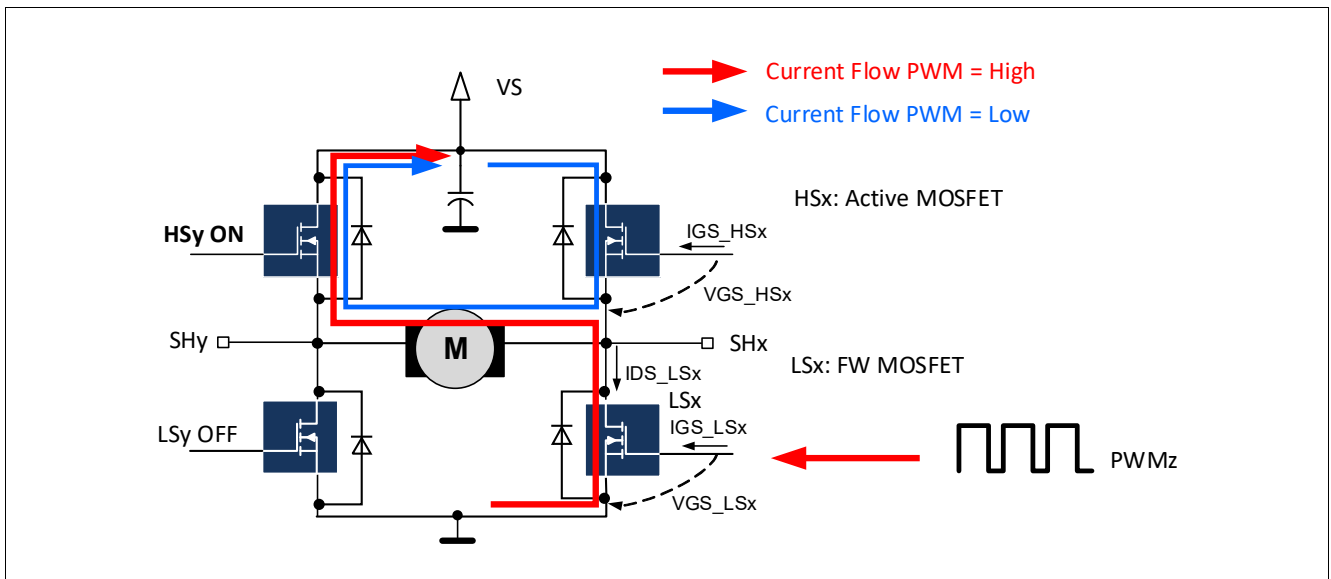 VS
Current Flow PWM = High
Current Flow PWM = Low
HSx: Active MOSFET
HSy ON
IGS_HSx
VGS_HSx
SHy
M
SHx
LSx: FW MOSFET
IDS_LSx
LSx
LSy OFF
IGS_LSx
PWMz
VGS_LSx